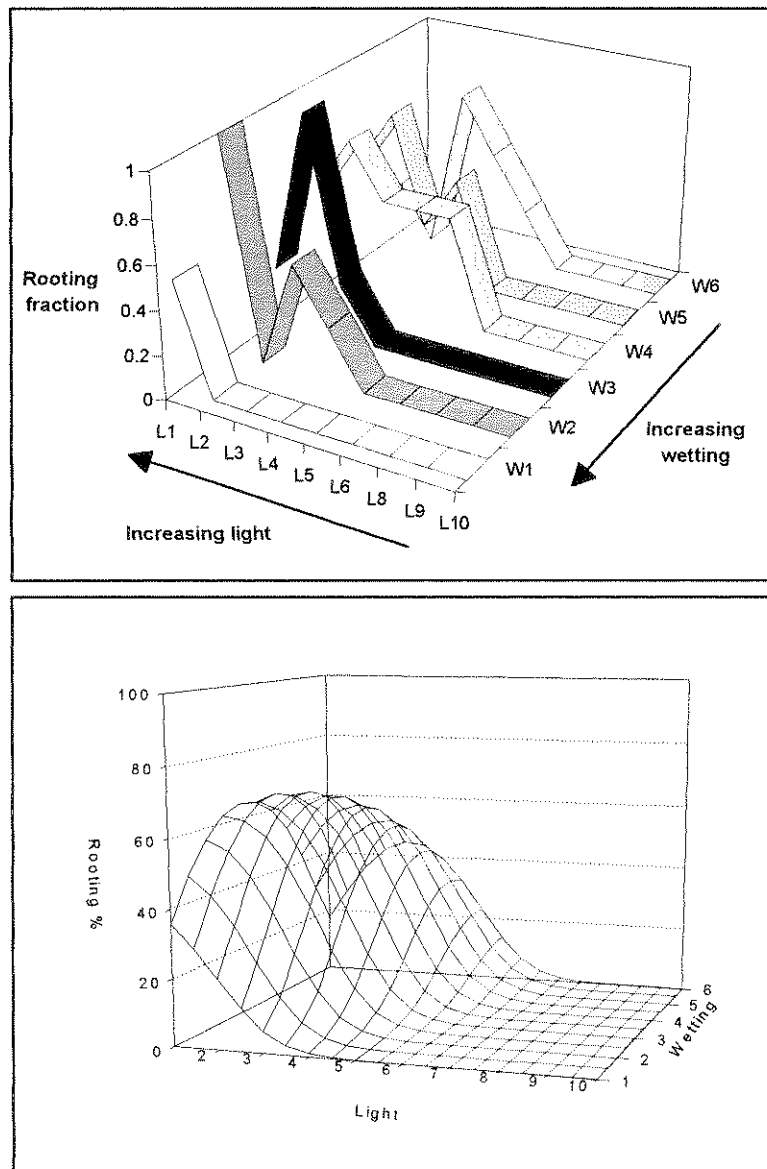 1
0.8
Rooting
fraction
0.6
0.4
0.2
0
L1
L2
L3
L4
L5
L6
L8
L9
L10
W1
W2
W3
W4
W5
W6
Increasing
wetting
Increasing light
100
80
60
40
20
0
Rooting %
2
3
4
5
6
7
8
9
10
Light
1
2
3
4
5
6
Wetting